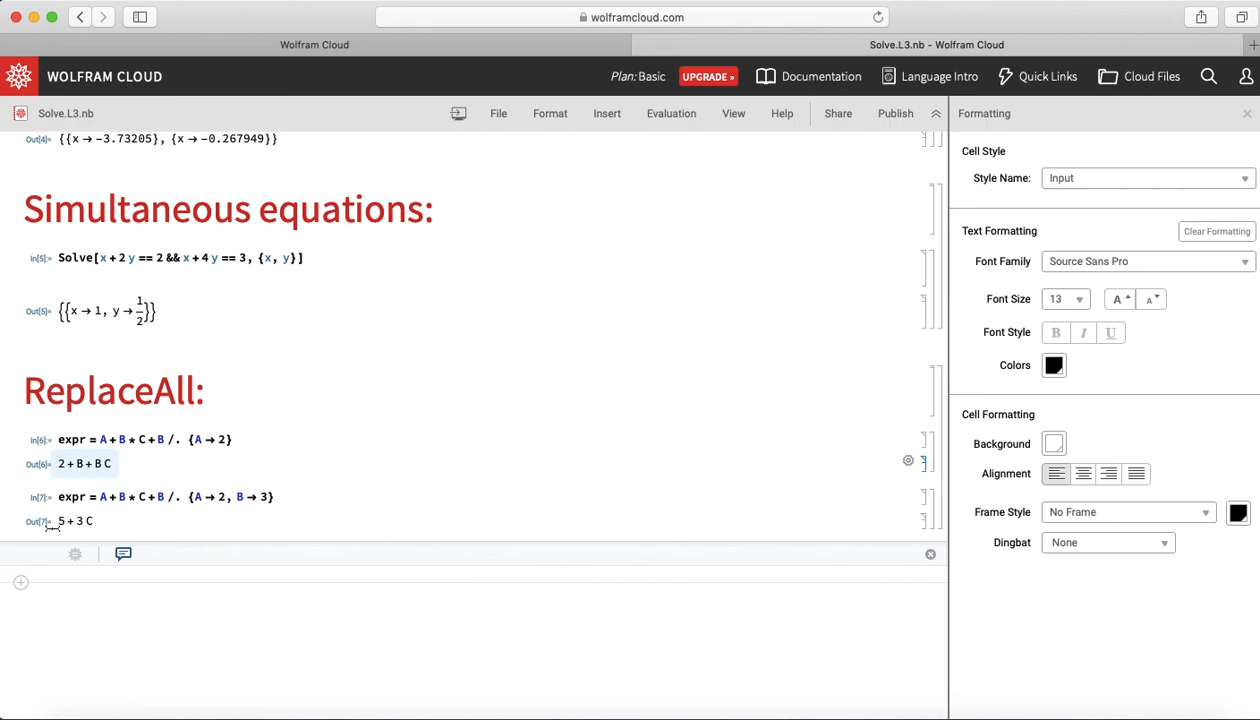 wolframcloud.com
Wolfram Cloud
Solve.L3.nb - Wolfram Cloud
WOLFRAM CLOUD
Plan: Basic
UPGRADE »
Documentation
Language Intro
Quick Links
Cloud Files
Solve.L3.nb
File
Format
Insert
Evaluation
View
Help
Share
Publish
Out[4]= {{x → -3.73205}, {x → -0.267949}}
Simultaneous equations:
In[5]:= Solve[x + 2 y == 2 && x + 4 y == 3, {x, y}]
Out[5]= {{x → 1, y → 1/2}}
ReplaceAll:
In[6]:= expr = A + B * C + B /. {A → 2}
Out[6]= 2 + B + B C
In[7]:= expr = A + B * C + B /. {A → 2, B → 3}
Out[7]= 5 + 3 C
Formatting
Cell Style
Style Name: Input
Text Formatting
Clear Formatting
Font Family Source Sans Pro
Font Size 13 A A
Font Style B I U
Colors
Cell Formatting
Background
Alignment
Frame Style No Frame
Dingbat None